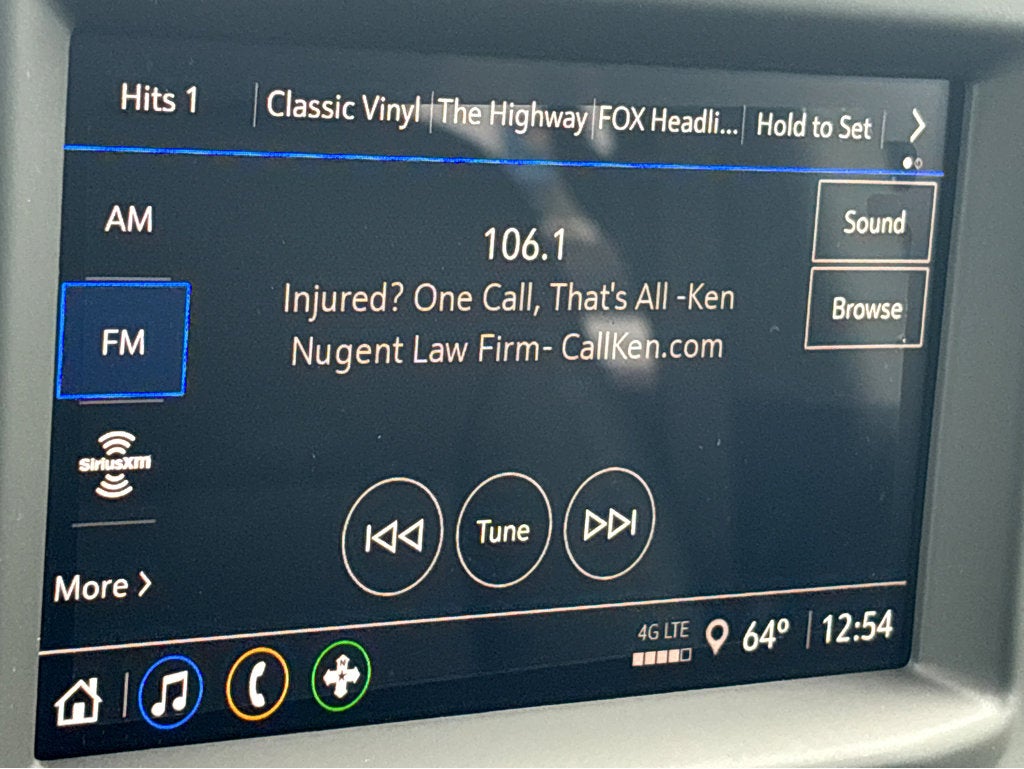 Hits 1 Classic Vinyl The Highway FOX Headli... Hold to Set
AM
Sound
106.1
Injured? One Call, That's All -Ken
Browse
FM
Nugent Law Firm- CallKen.com
SiriusXM
Tune
More
4G LTE 64° 12:54